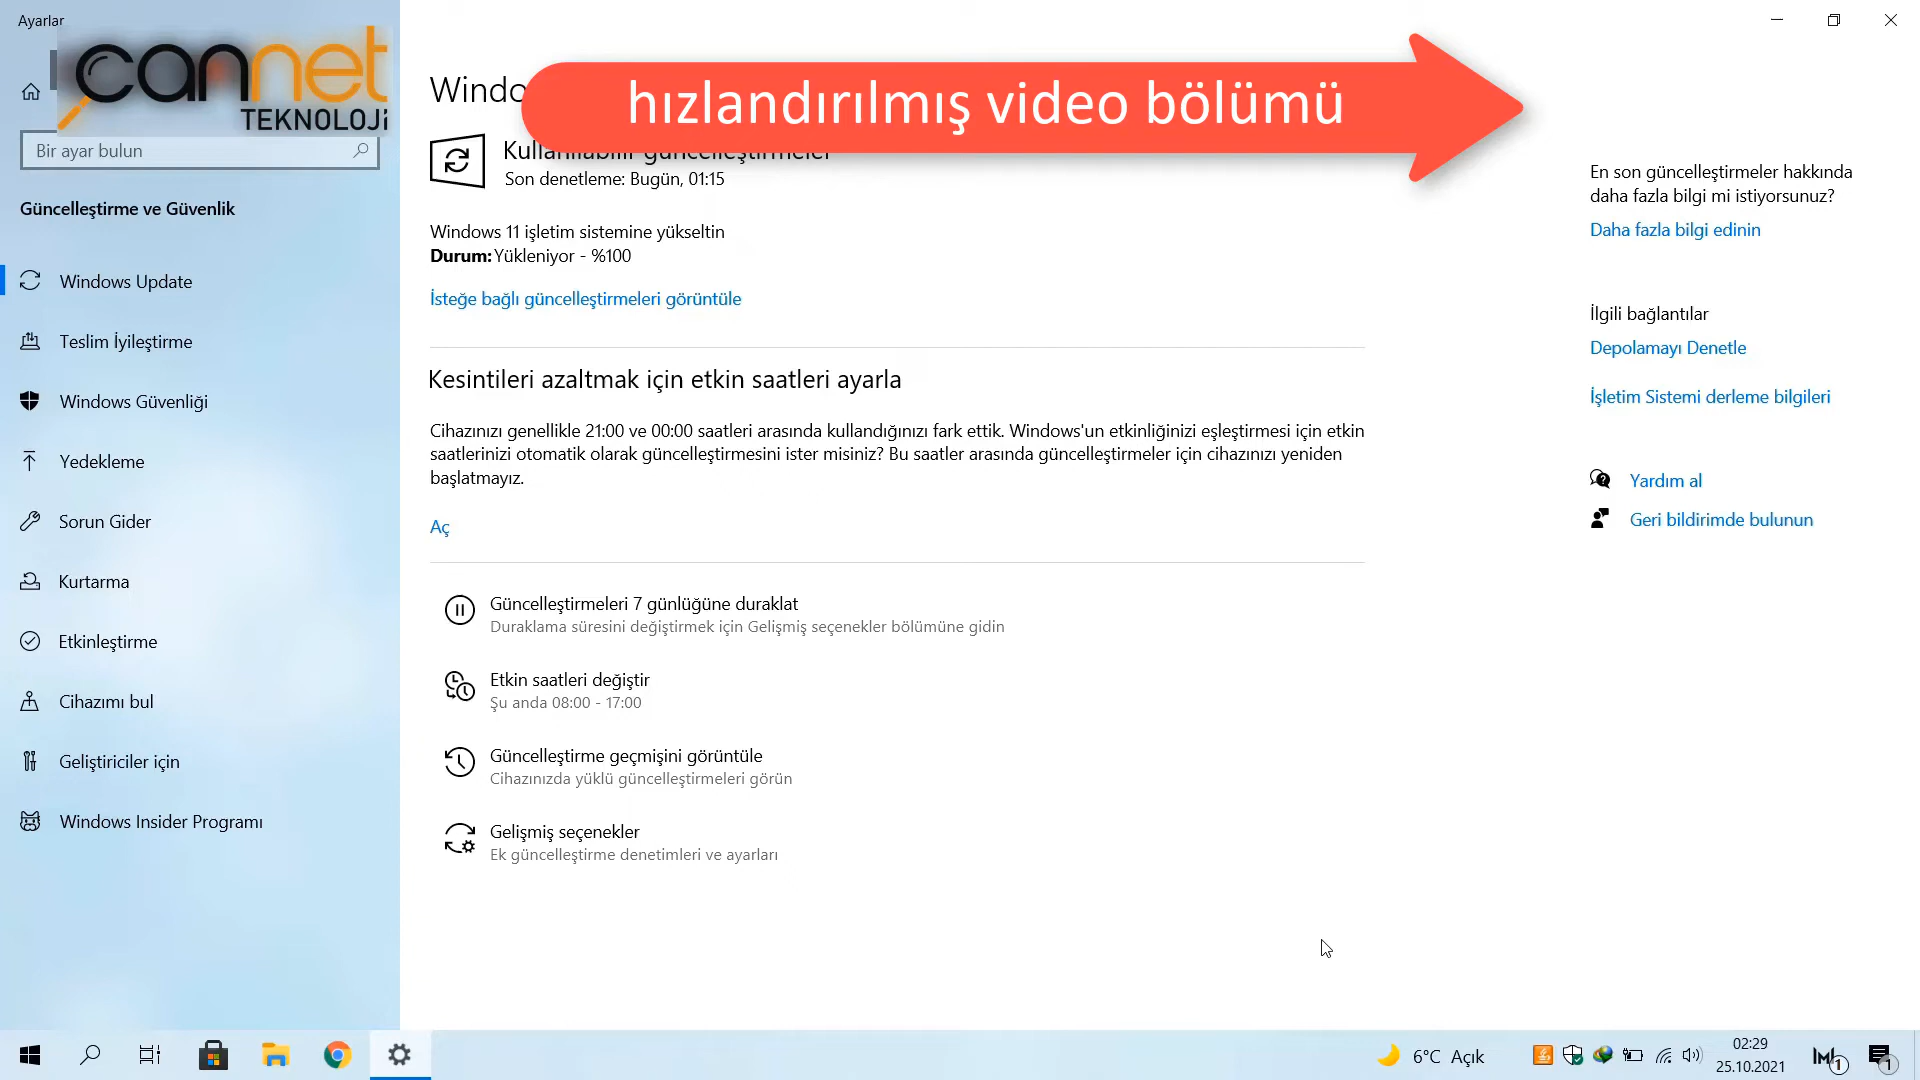 Ayarlar
cannet
TEKNOLOJi
Bir ayar bulun
Güncelleştirme ve Güvenlik
Windows Update
Teslim İyileştirme
Windows Güvenliği
Yedekleme
Sorun Gider
Kurtarma
Etkinleştirme
Cihazımı bul
Geliştiriciler için
Windows Insider Programı
hızlandırılmış video bölümü
Kullanılabilir güncelleştirmeler
Son denetleme: Bugün, 01:15
Windows 11 işletim sistemine yükseltin
Durum: Yükleniyor - %100
İsteğe bağlı güncelleştirmeleri görüntüle
Kesintileri azaltmak için etkin saatleri ayarla
Cihazınızı genellikle 21:00 ve 00:00 saatleri arasında kullandığınızı fark ettik. Windows'un etkinliğinizi eşleştirmesi için etkin
saatlerinizi otomatik olarak güncelleştirmesini ister misiniz? Bu saatler arasında güncelleştirmeler için cihazınızı yeniden
başlatmayız.
Aç
Güncelleştirmeleri 7 günlüğüne duraklat
Duraklama süresini değiştirmek için Gelişmiş seçenekler bölümüne gidin
Etkin saatleri değiştir
Şu anda 08:00 - 17:00
Güncelleştirme geçmişini görüntüle
Cihazınızda yüklü güncelleştirmeleri görün
Gelişmiş seçenekler
Ek güncelleştirme denetimleri ve ayarları
En son güncelleştirmeler hakkında
daha fazla bilgi mi istiyorsunuz?
Daha fazla bilgi edinin
İlgili bağlantılar
Depolamayı Denetle
İşletim Sistemi derleme bilgileri
Yardım al
Geri bildirimde bulunun
6°C Açık
02:29
25.10.2021
1
1